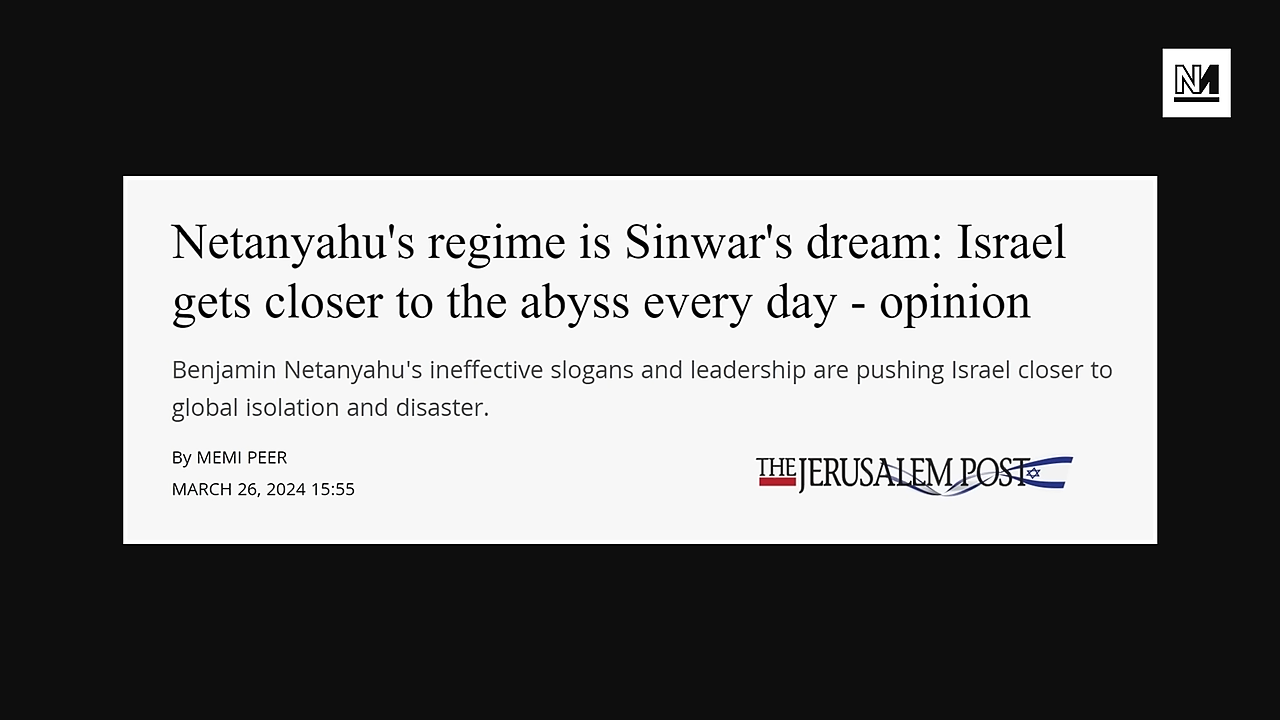 NM
Netanyahu's regime is Sinwar's dream: Israel
gets closer to the abyss every day - opinion
Benjamin Netanyahu's ineffective slogans and leadership are pushing Israel closer to
global isolation and disaster.
By MEMI PEER
MARCH 26, 2024 15:55
THE JERUSALEM POST